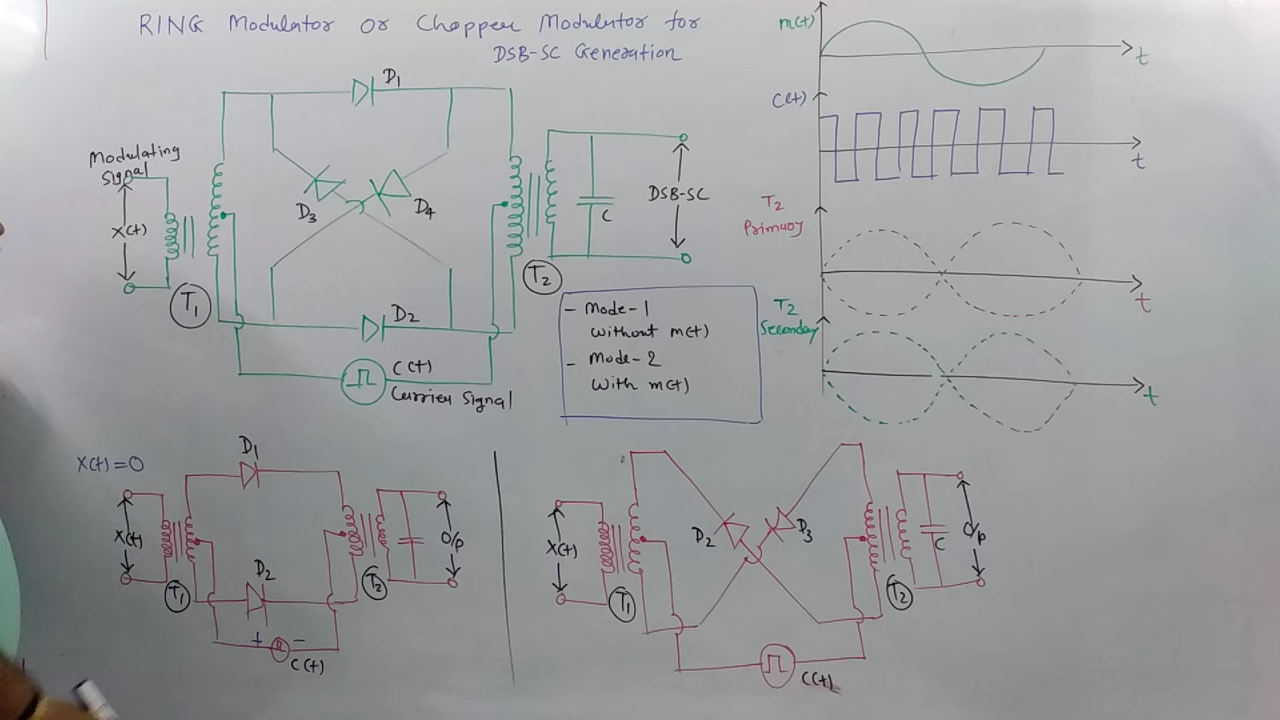 RING Modulator or Chopper Modulator for
DSB-SC Generation
D1
Modulating
Signal
X(t)
T1
D3
D4
D2
C(t)
Carrier Signal
T2
C
DSB-SC
- Mode-1
without m(t)
- Mode-2
with m(t)
m(t)
t
C(t)
t
T2
Primary
t
T2
Secondary
t
X(t)=0
D1
X(t)
T1
D2
T2
O/p
+
-
C(t)
X(t)
T1
D2
D3
T2
C
O/p
C(t)